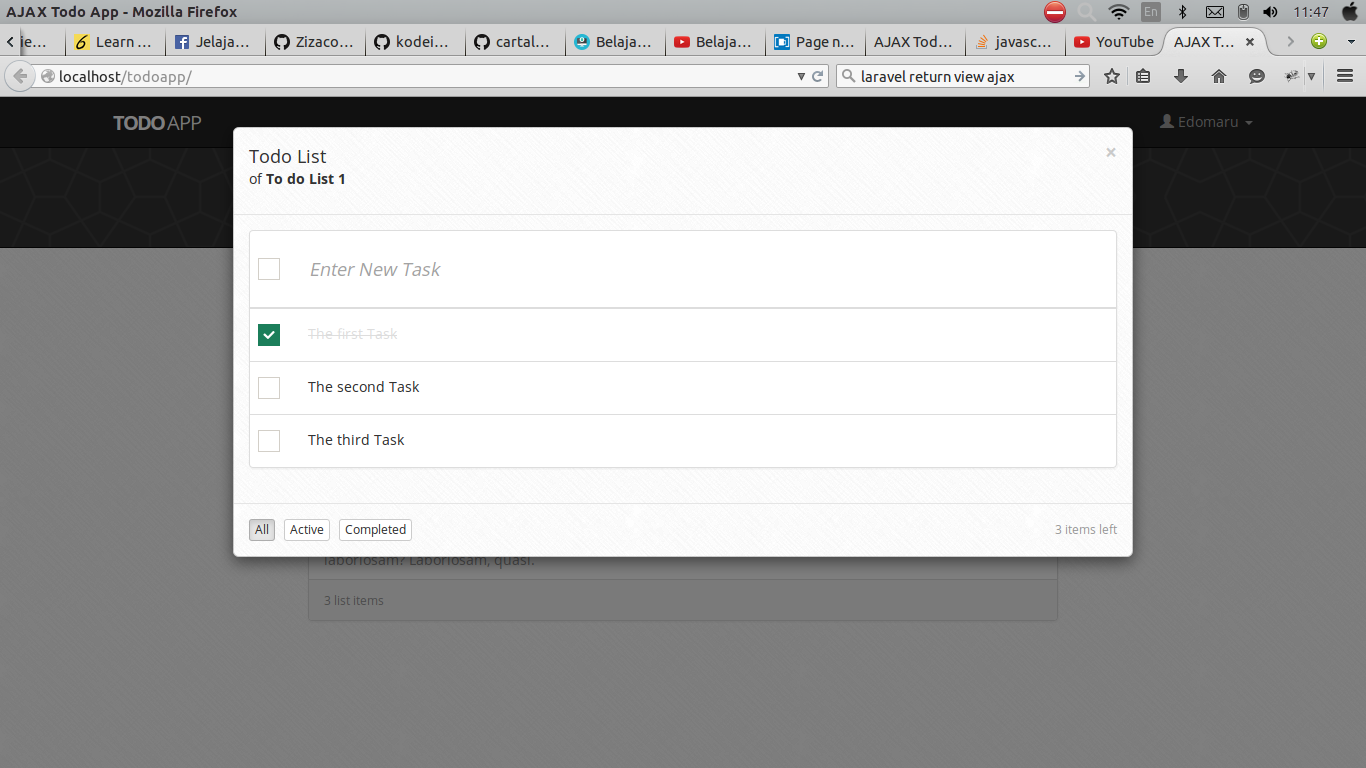 AJAX Todo App - Mozilla Firefox
En
11:47
ie...
Learn ...
Jelaja...
Zizaco...
kodei...
cartal...
Belaja...
Belaja...
Page n...
AJAX Tod...
javasc...
YouTube
AJAX T...
localhost/todoapp/
laravel return view ajax
TODO APP
Edomaru
Todo List
×
of To do List 1
Enter New Task
The first Task
The second Task
The third Task
All
Active
Completed
3 items left
laboriosam? Laboriosam, quasi.
3 list items